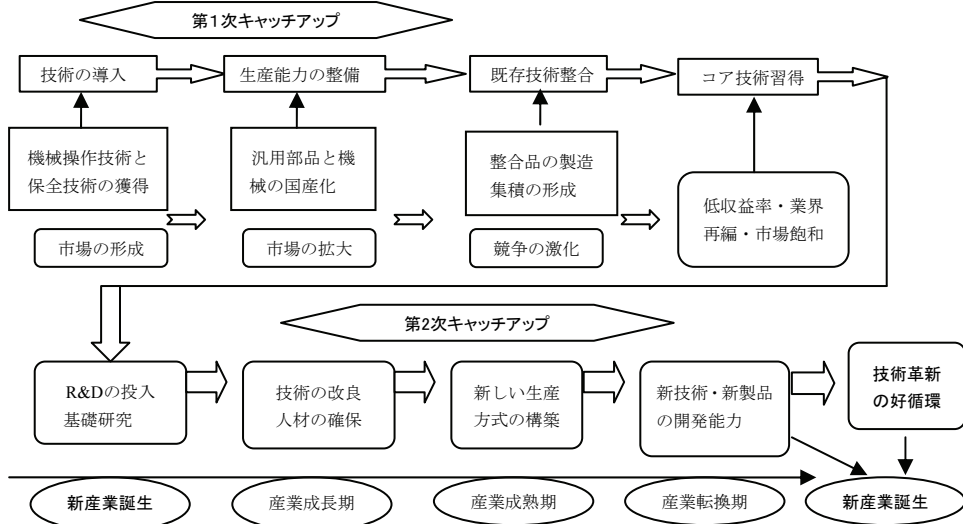 第１次キャッチアップ
技術の導入
生産能力の整備
既存技術整合
コア技術習得
機械操作技術と
保全技術の獲得
汎用部品と機
械の国産化
整合品の製造
集積の形成
低収益率・業界
再編・市場飽和
市場の形成
市場の拡大
競争の激化
第2次キャッチアップ
R&Dの投入
基礎研究
技術の改良
人材の確保
新しい生産
方式の構築
新技術・新製品
の開発能力
技術革新
の好循環
新産業誕生
産業成長期
産業成熟期
産業転換期
新産業誕生